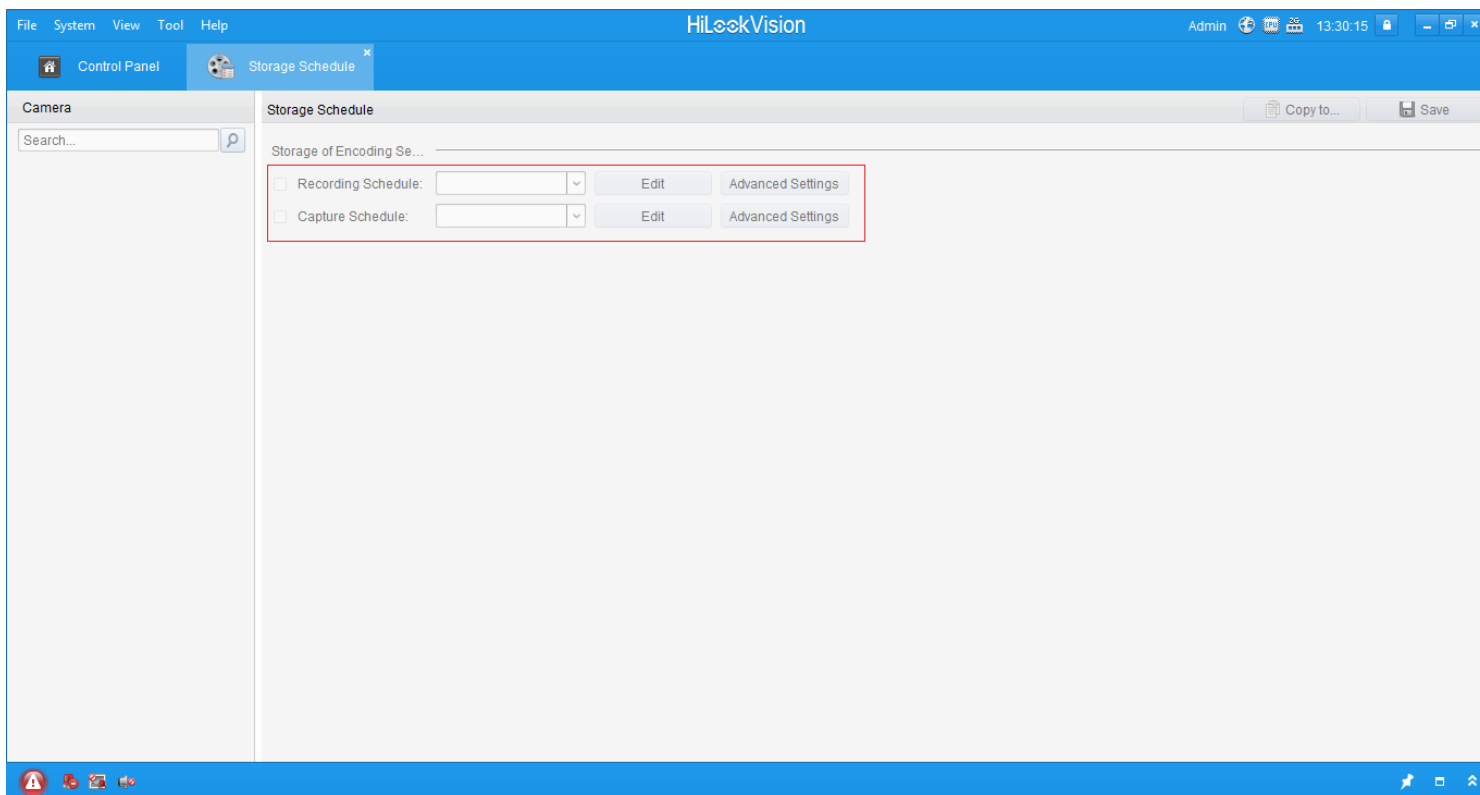 File System View Tool Help HiLookVision Admin 13:30:15
Control Panel Storage Schedule
Camera
Search...
Storage Schedule Copy to... Save
Storage of Encoding Se...
Recording Schedule: Edit Advanced Settings
Capture Schedule: Edit Advanced Settings